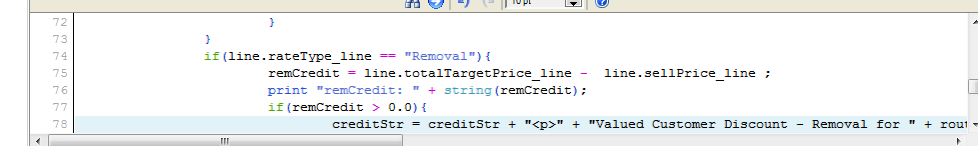 10 pt
72 }
73 }
74 if(line.rateType_line == "Removal"){
75 remCredit = line.totalTargetPrice_line -  line.sellPrice_line ;
76 print "remCredit: " + string(remCredit);
77 if(remCredit > 0.0){
78 creditStr = creditStr + "<p>" + "Valued Customer Discount - Removal for " + rout